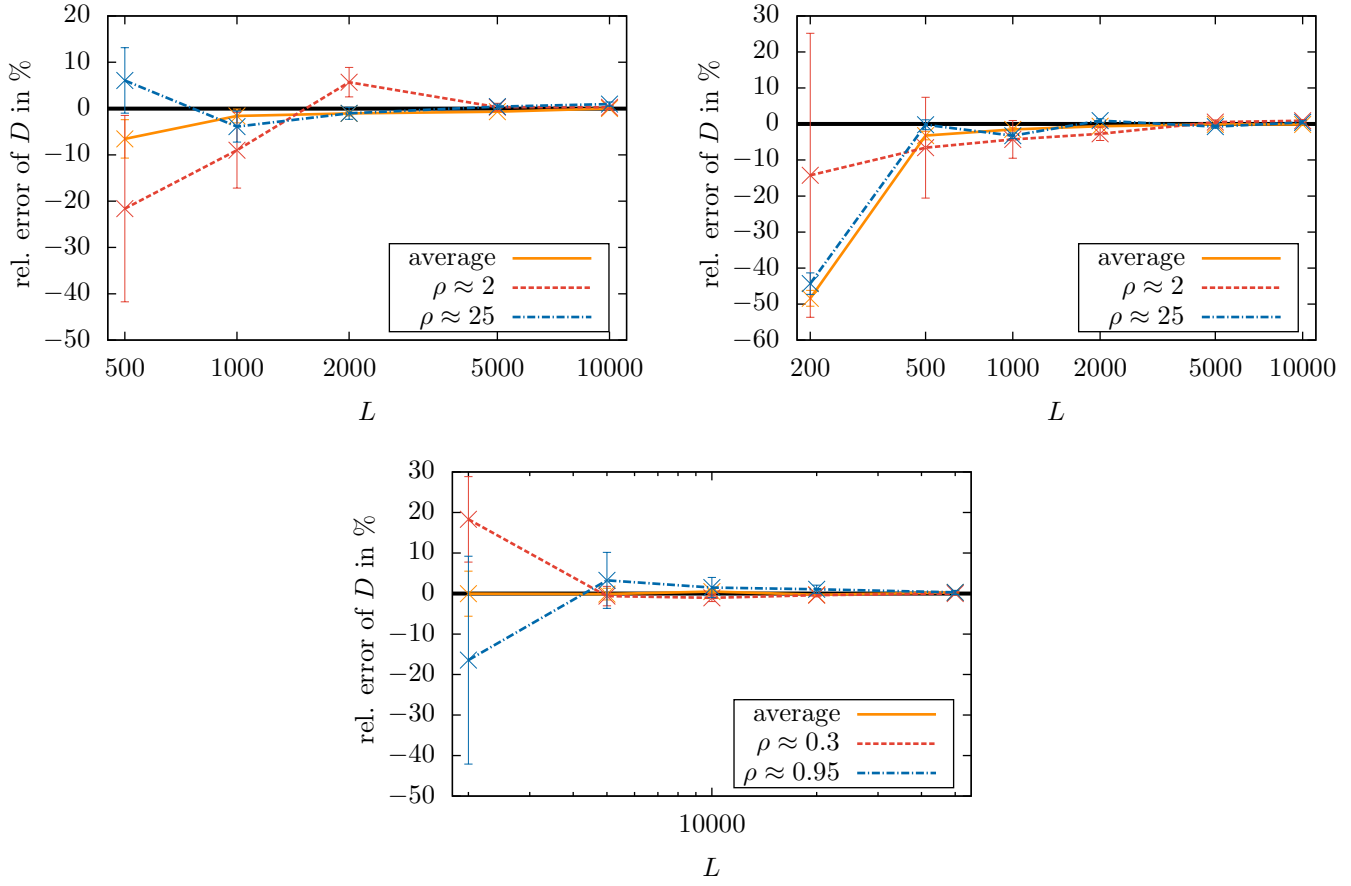 20
10
0
−10
−20
−30
−40
−50
rel. error of D in %
average
ρ ≈ 2
ρ ≈ 25
500 1000 2000 5000 10000
L
30
20
10
0
−10
−20
−30
−40
−50
−60
rel. error of D in %
average
ρ ≈ 2
ρ ≈ 25
200 500 1000 2000 5000 10000
L
30
20
10
0
−10
−20
−30
−40
−50
rel. error of D in %
average
ρ ≈ 0.3
ρ ≈ 0.95
10000
L